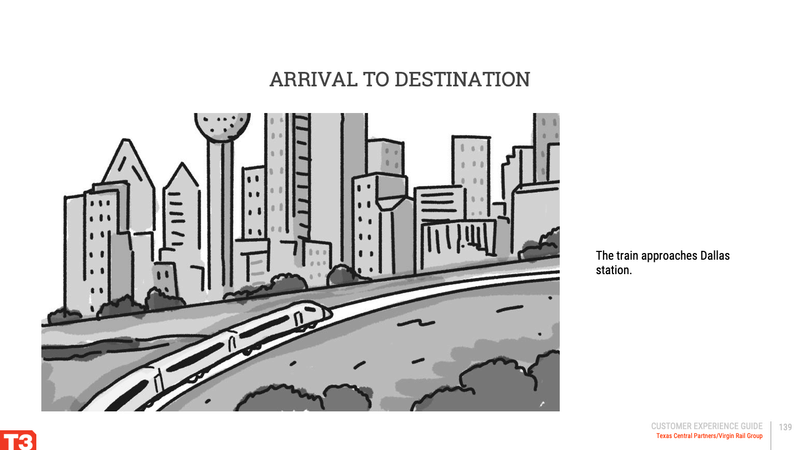 ARRIVAL TO DESTINATION
The train approaches Dallas
station.
CUSTOMER EXPERIENCE GUIDE
Texas Central Partners/Virgin Rail Group
139
T3